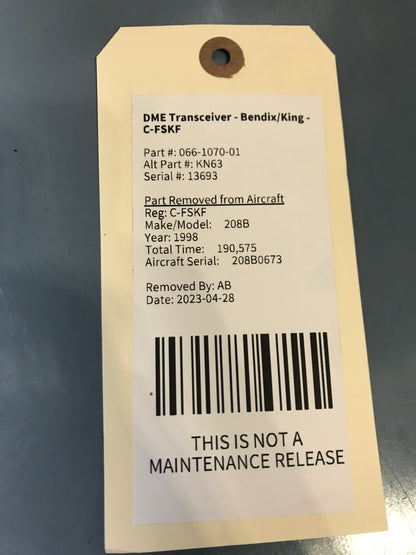 DME Transceiver - Bendix/King -
C-FSKF
Part #: 066-1070-01
Alt Part #: KN63
Serial #: 13693
Part Removed from Aircraft
Reg: C-FSKF
Make/Model: 208B
Year: 1998
Total Time: 190,575
Aircraft Serial: 208B0673
Removed By: AB
Date: 2023-04-28
THIS IS NOT A
MAINTENANCE RELEASE